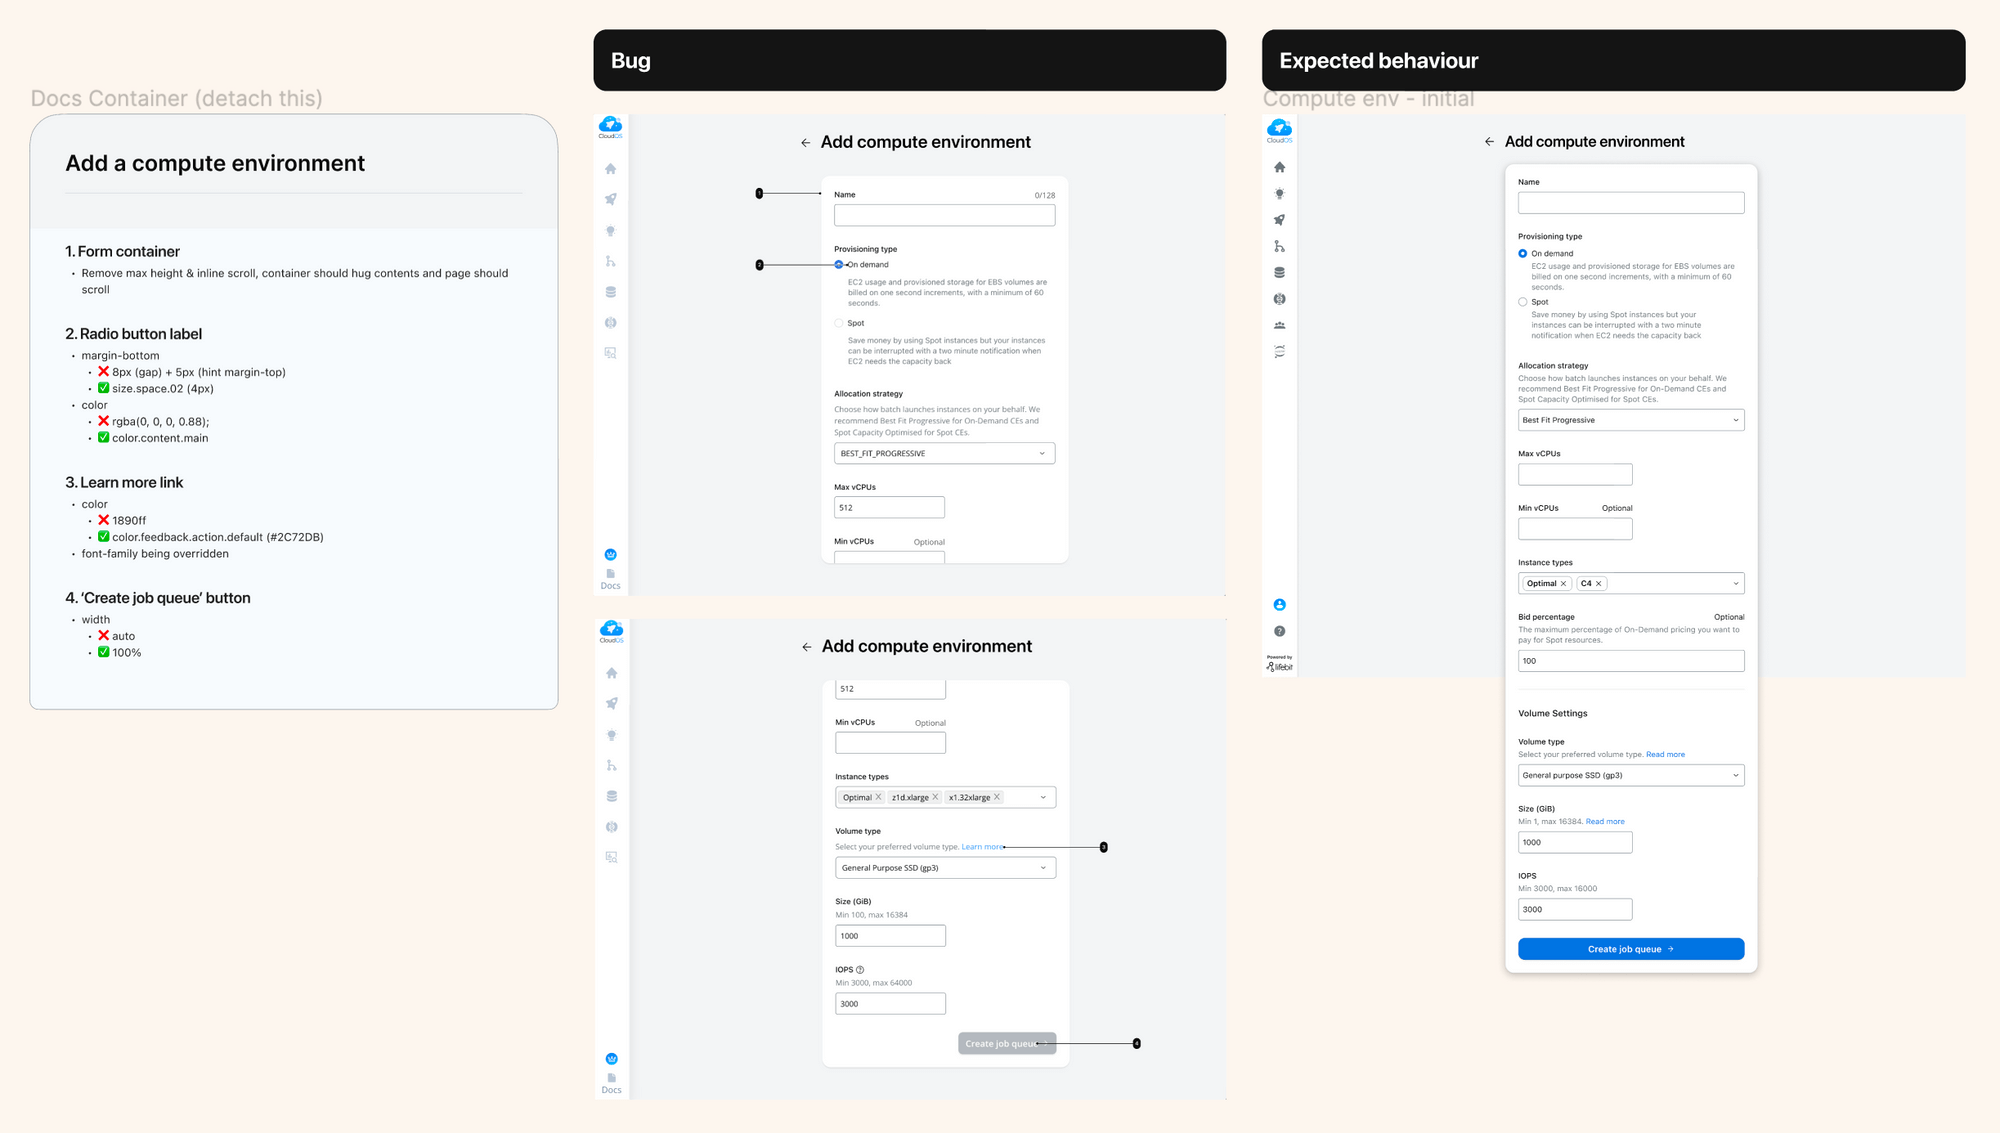 Docs Container (detach this)
Add a compute environment
1. Form container
Remove max height & inline scroll, container should hug contents and page should
scroll
2. Radio button label
margin-bottom
❌ 8px (gap) + 5px (hint margin-top)
✅ size.space.02 (4px)
color
❌ rgba(0, 0, 0, 0.88);
✅ color.content.main
3. Learn more link
color
❌ 1890ff
✅ color.feedback.action.default (#2C72DB)
font-family being overridden
4. ‘Create job queue’ button
width
❌ auto
✅ 100%
Bug
CloudOS
Add compute environment
1
Name 0/128
Provisioning type
2
On demand
EC2 usage and provisioned storage for EBS volumes are
billed on one second increments, with a minimum of 60
seconds.
Spot
Save money by using Spot instances but your instances
can be interrupted with a two minute notification when
EC2 needs the capacity back
Allocation strategy
Choose how batch launches instances on your behalf. We
recommend Best Fit Progressive for On-Demand CEs and
Spot Capacity Optimised for Spot CEs.
BEST_FIT_PROGRESSIVE
Max vCPUs
512
Min vCPUs Optional
Docs
CloudOS
Add compute environment
512
Min vCPUs Optional
Instance types
Optimal z1d.xlarge x1.32xlarge
Volume type
Select your preferred volume type. Learn more
3
General Purpose SSD (gp3)
Size (GiB)
Min 100, max 16384
1000
IOPS
Min 3000, max 64000
3000
Create job queue
4
Docs
Expected behaviour
Compute env - initial
CloudOS
Add compute environment
Name
Provisioning type
On demand
EC2 usage and provisioned storage for EBS volumes are
billed on one second increments, with a minimum of 60
seconds.
Spot
Save money by using Spot instances but your
instances can be interrupted with a two minute
notification when EC2 needs the capacity back
Allocation strategy
Choose how batch launches instances on your behalf. We
recommend Best Fit Progressive for On-Demand CEs and
Spot Capacity Optimised for Spot CEs.
Best Fit Progressive
Max vCPUs
Min vCPUs Optional
Instance types
Optimal C4
Bid percentage Optional
The maximum percentage of On-Demand pricing you want to
pay for Spot resources.
100
Powered by
lifebit
Volume Settings
Volume type
Select your preferred volume type. Read more
General purpose SSD (gp3)
Size (GiB)
Min 1, max 16384. Read more
1000
IOPS
Min 3000, max 16000
3000
Create job queue